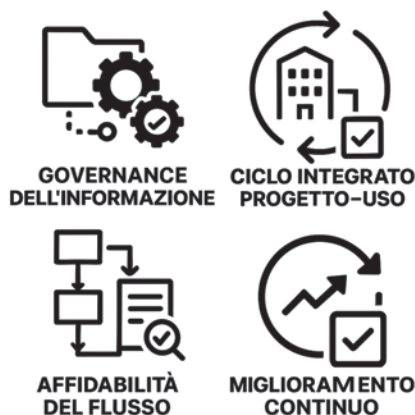 GOVERNANCE
DELL'INFORMAZIONE
CICLO INTEGRATO
PROGETTO-USO
AFFIDABILITÀ
DEL FLUSSO
MIGLIORAMENTO
CONTINUO